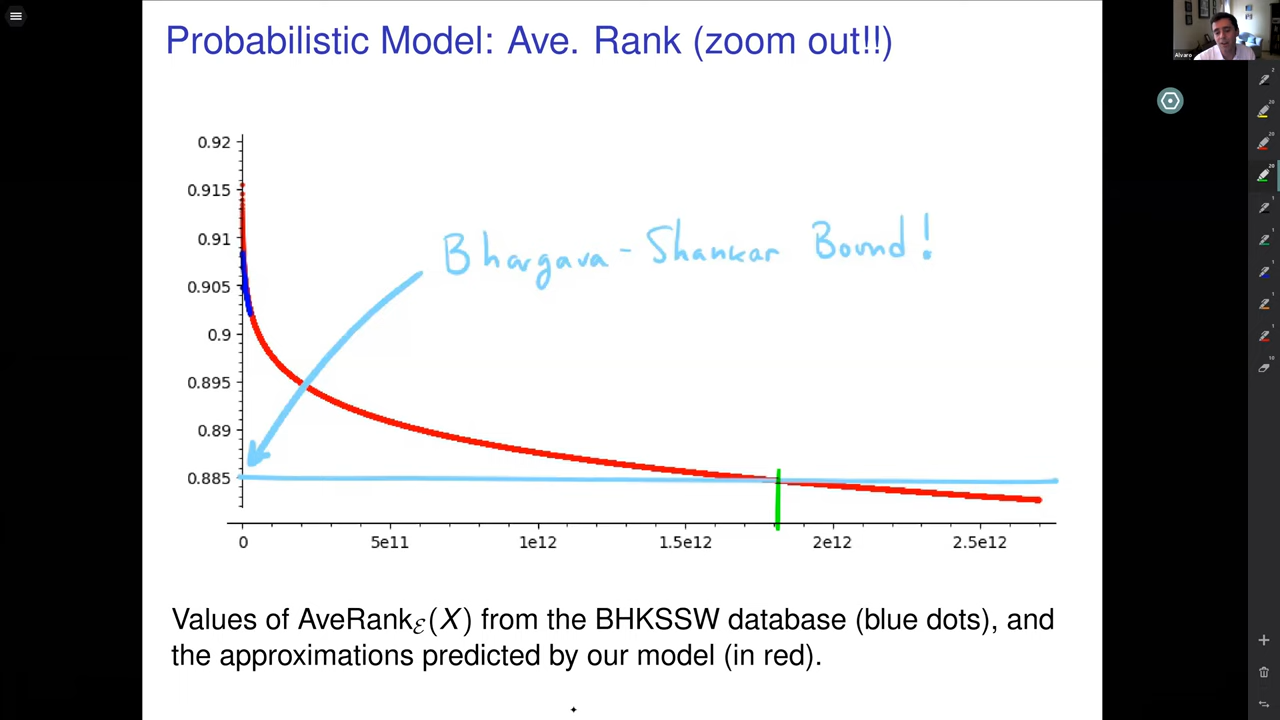 Probabilistic Model: Ave. Rank (zoom out!!)
Alvaro
0.92
0.915
0.91
0.905
0.9
0.895
0.89
0.885
Bhargava-Shankar Bound!
0
5e11
1e12
1.5e12
2e12
2.5e12
Values of AveRankℰ(X) from the BHKSSW database (blue dots), and
the approximations predicted by our model (in red).